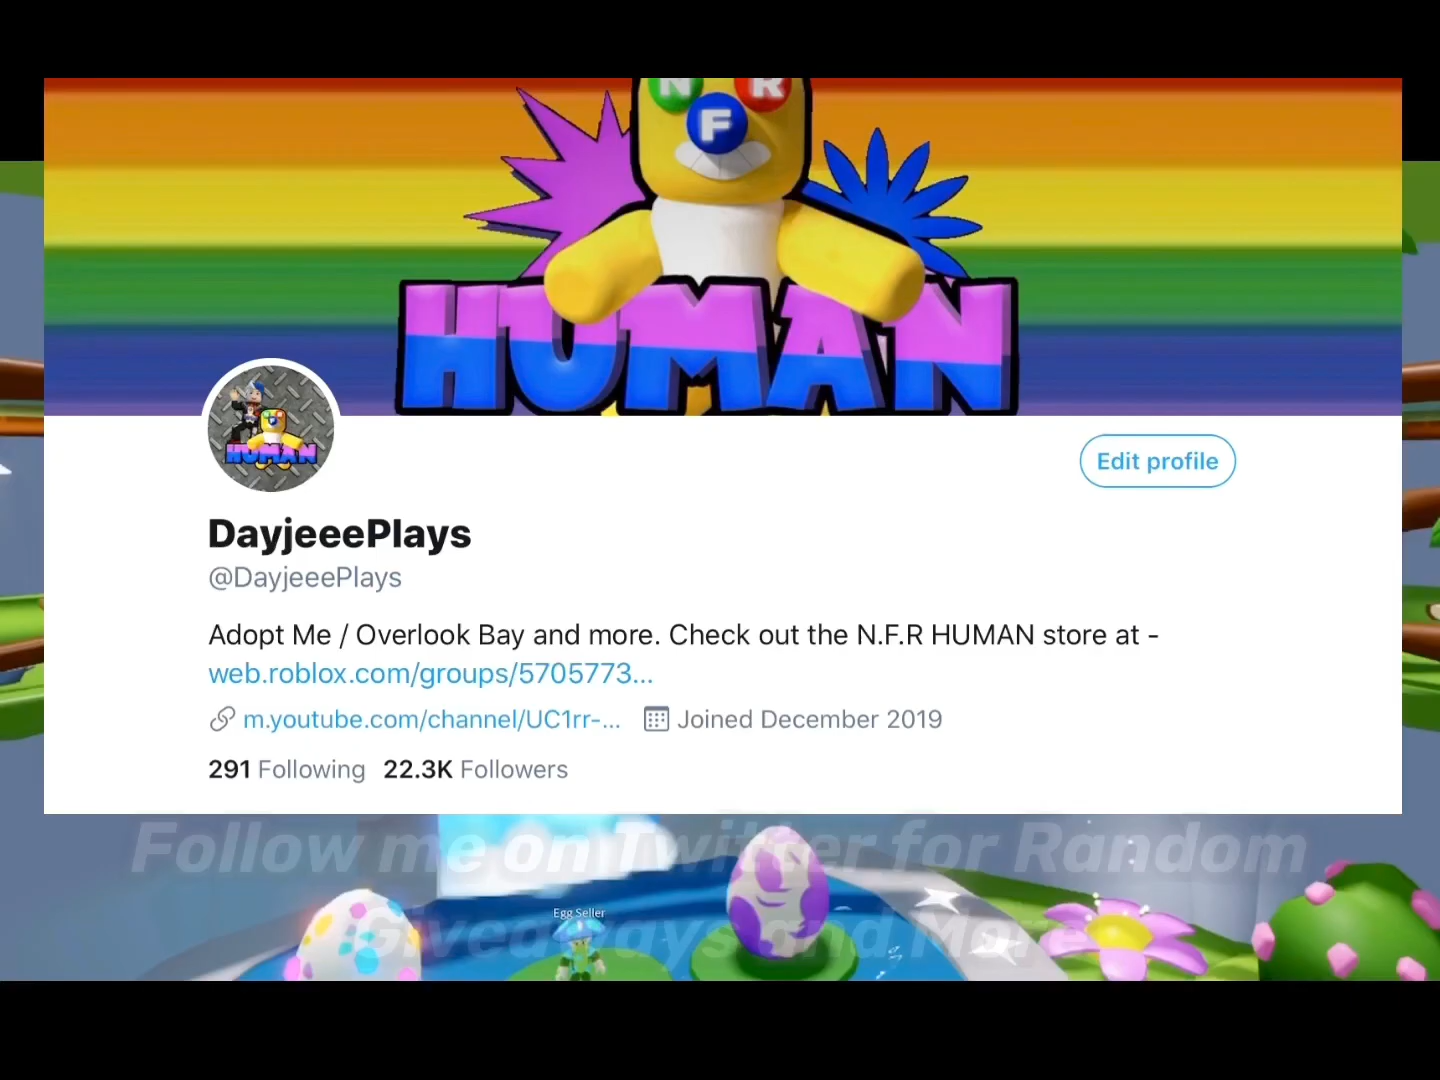 N R
F
HUMAN
HUMAN
Edit profile
DayjeeePlays
@DayjeeePlays
Adopt Me / Overlook Bay and more. Check out the N.F.R HUMAN store at -
web.roblox.com/groups/5705773...
m.youtube.com/channel/UC1rr-... Joined December 2019
291 Following 22.3K Followers
Follow me on Twitter for Random
Egg Seller
Giveaways and More